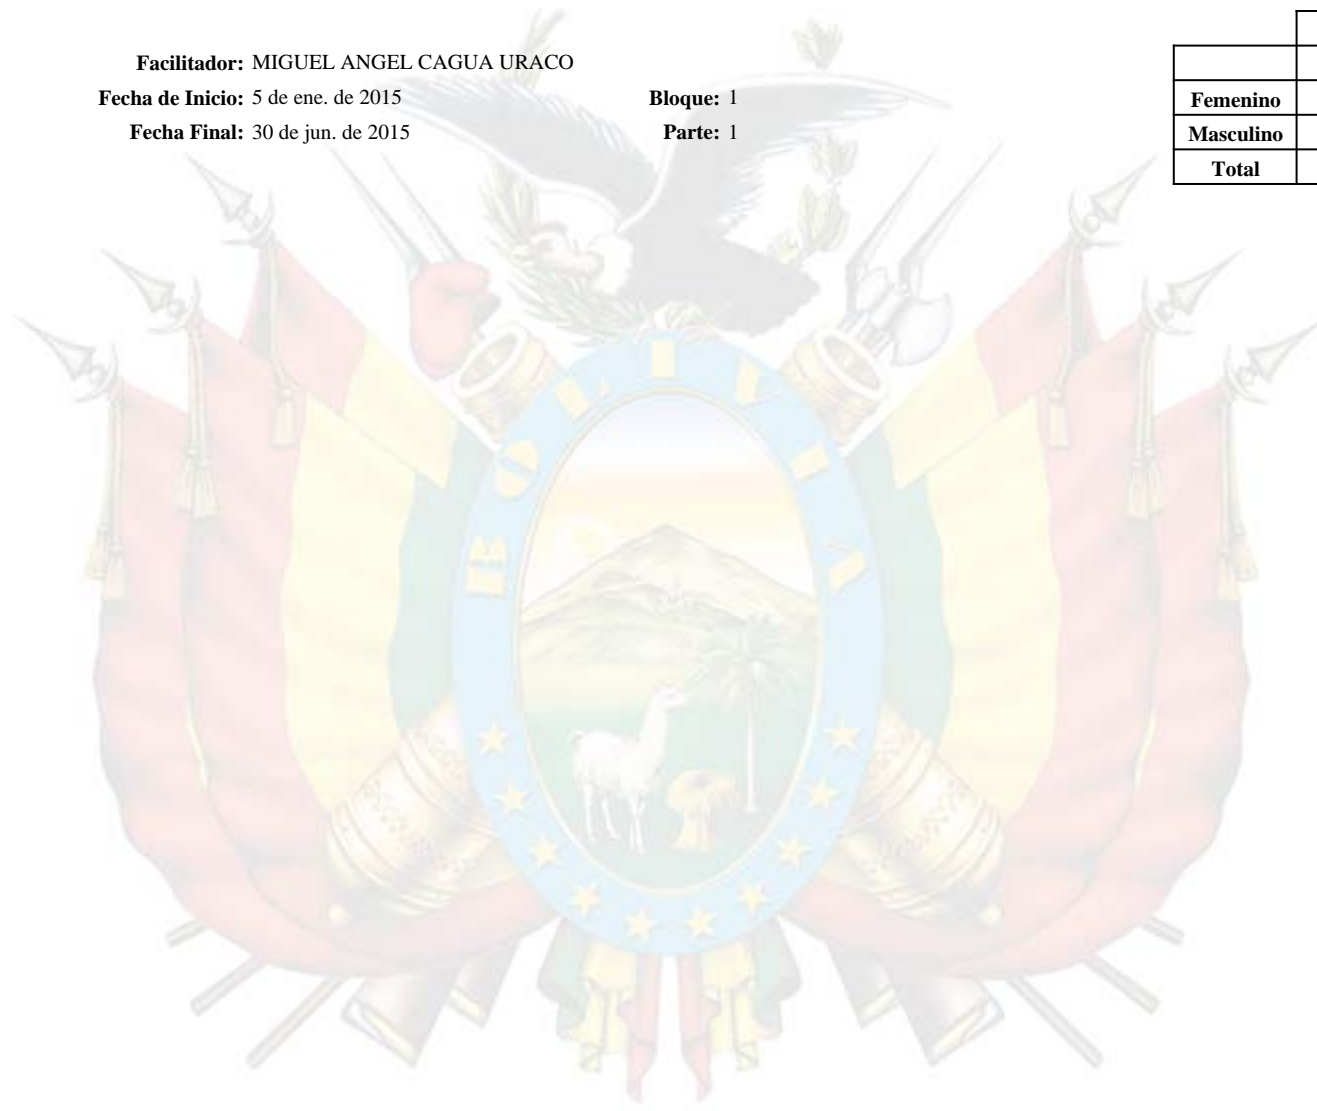 Facilitador: MIGUEL ANGEL CAGUA URACO
Fecha de Inicio: 5 de ene. de 2015 Bloque: 1
Fecha Final: 30 de jun. de 2015 Parte: 1
Femenino
Masculino
Total
BOLIVIA